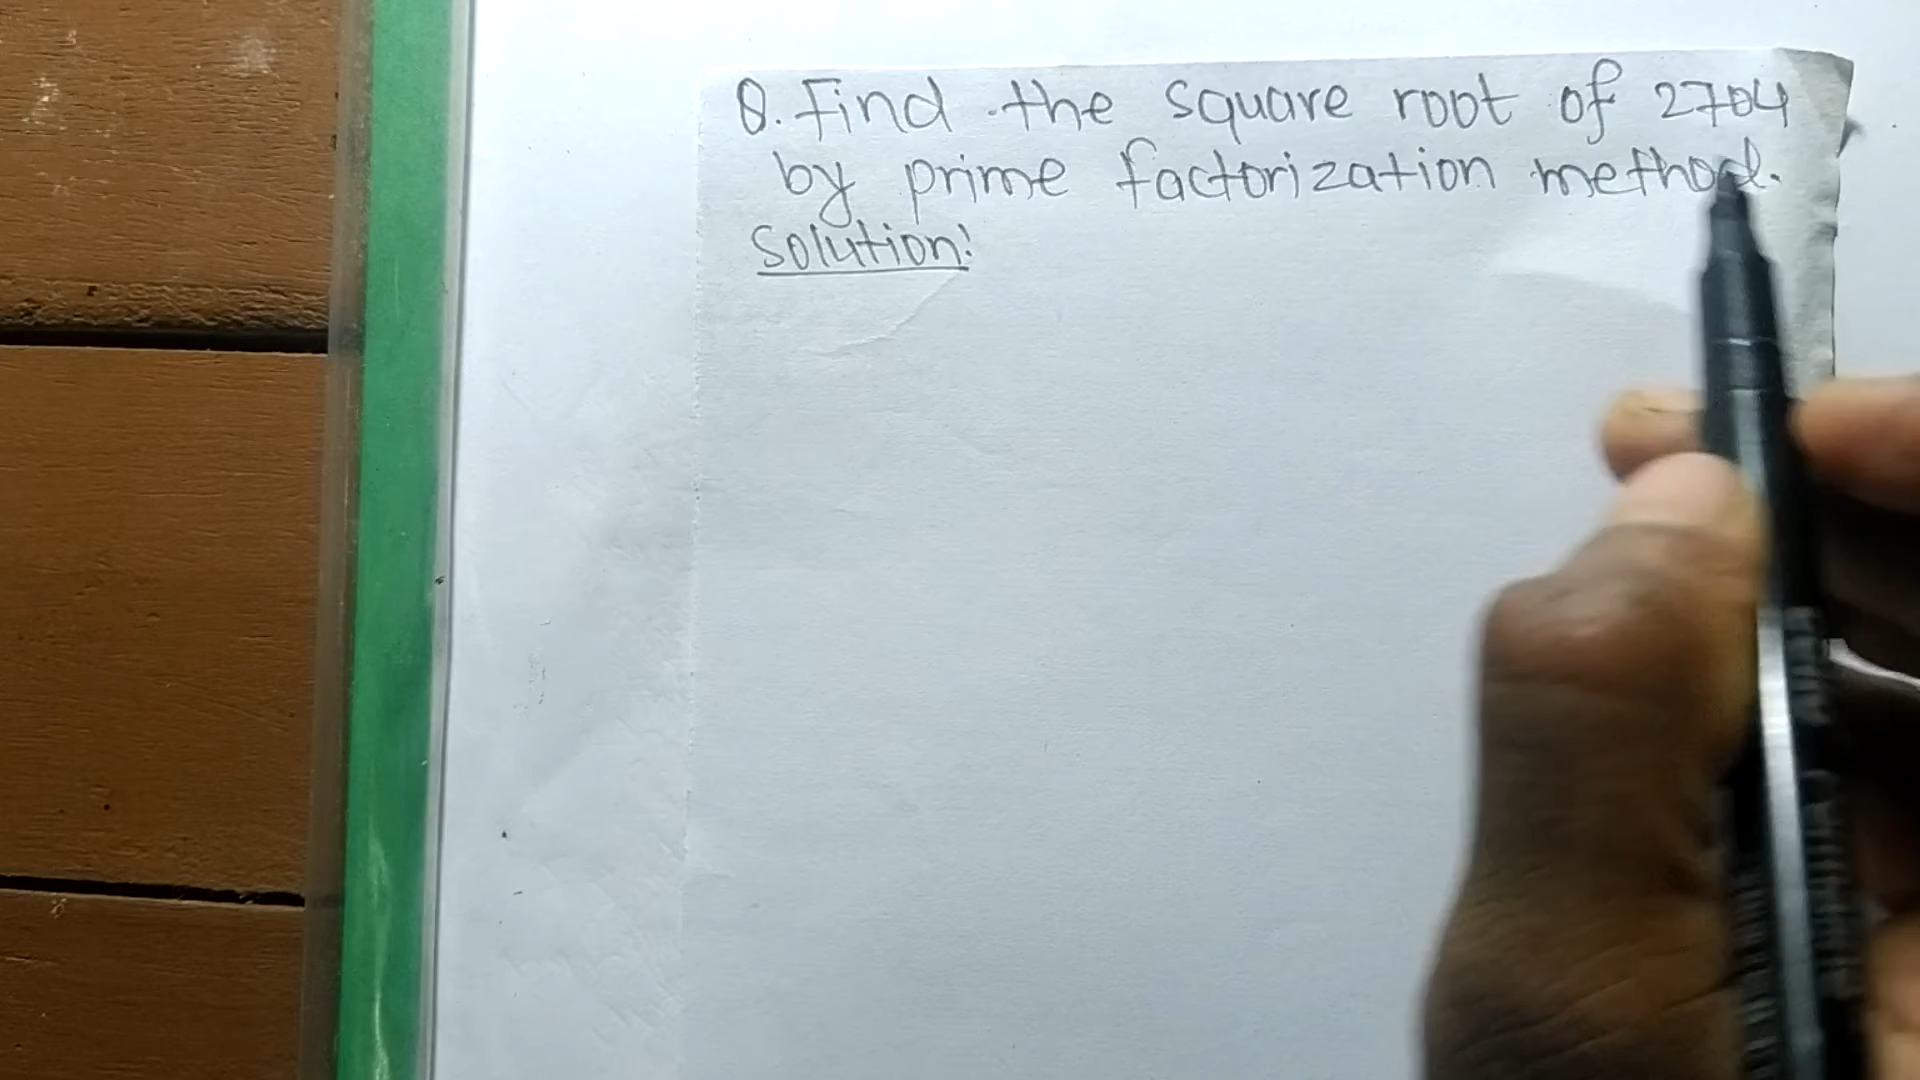 Q. Find the square root of 2704
by prime factorization method.
Solution: